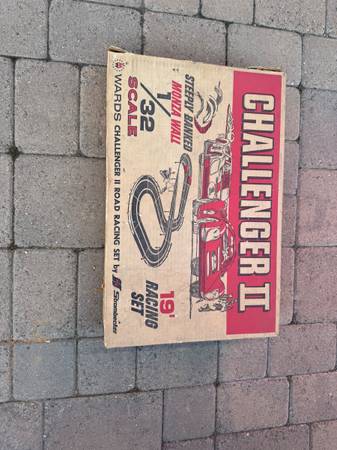 CHALLENGER II
STEEPLY BANKED
MONZA WALL
1/32
SCALE
19'
RACING
SET
WARDS CHALLENGER II ROAD RACING SET by Strombecker